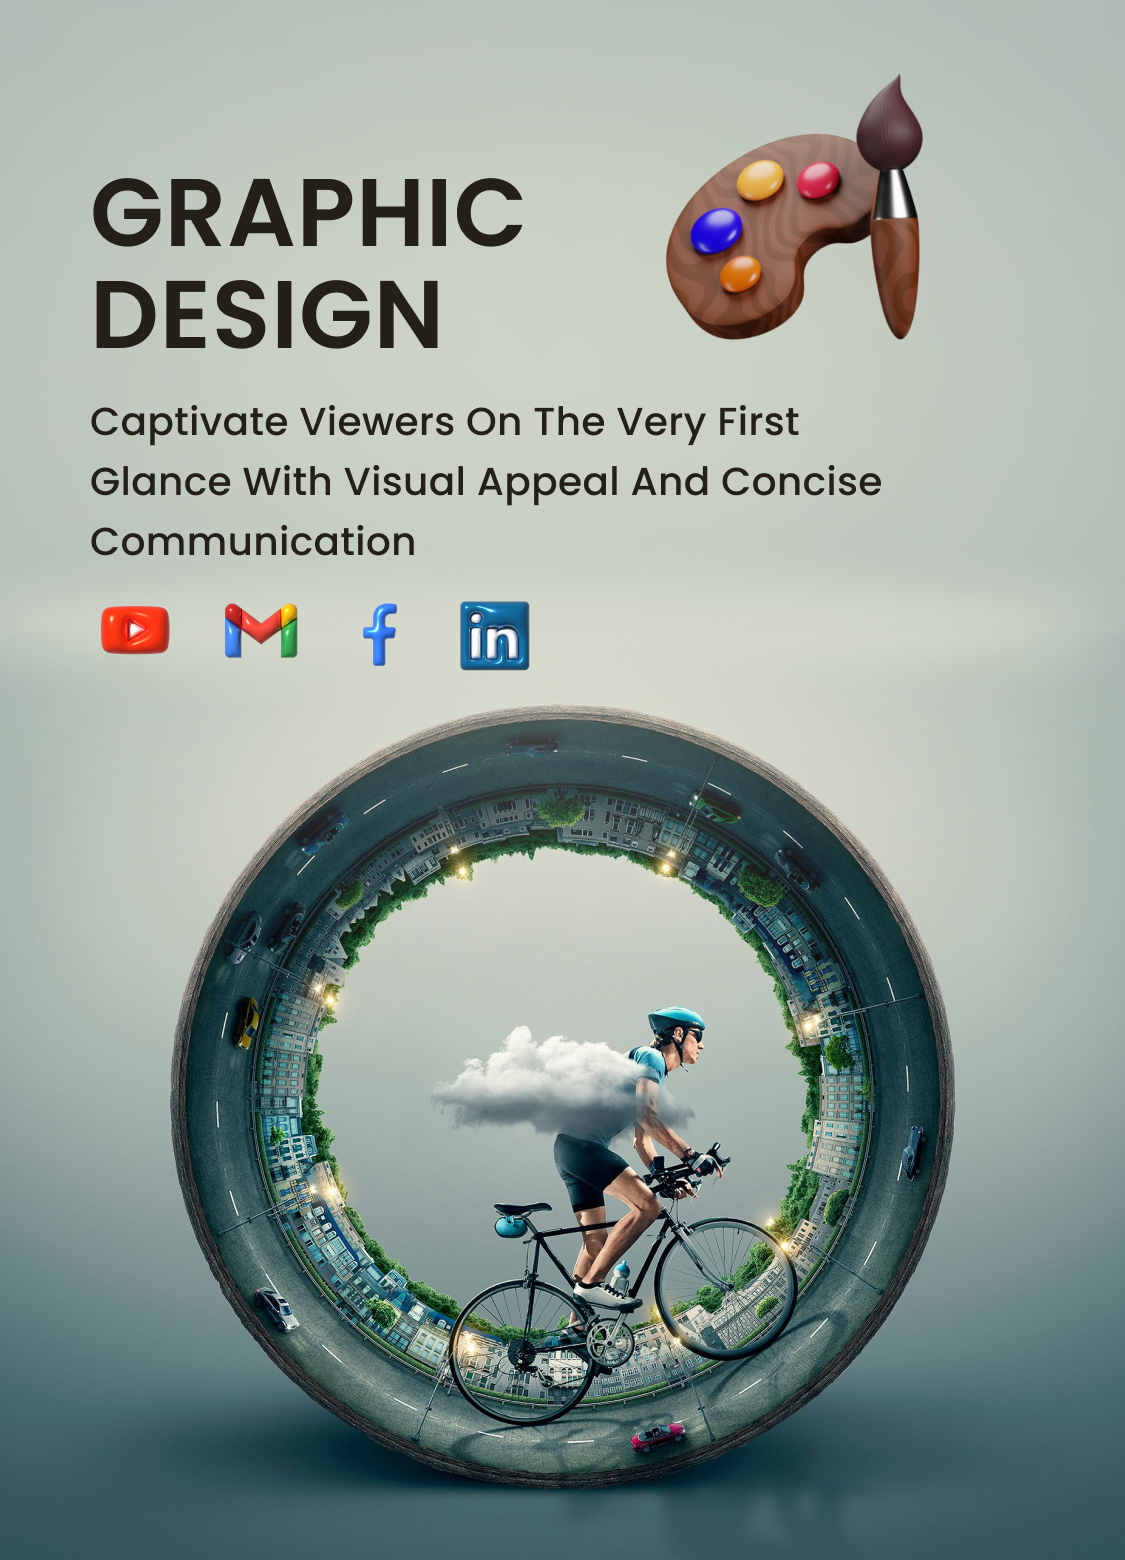 GRAPHIC
DESIGN
Captivate Viewers On The Very First
Glance With Visual Appeal And Concise
Communication
in